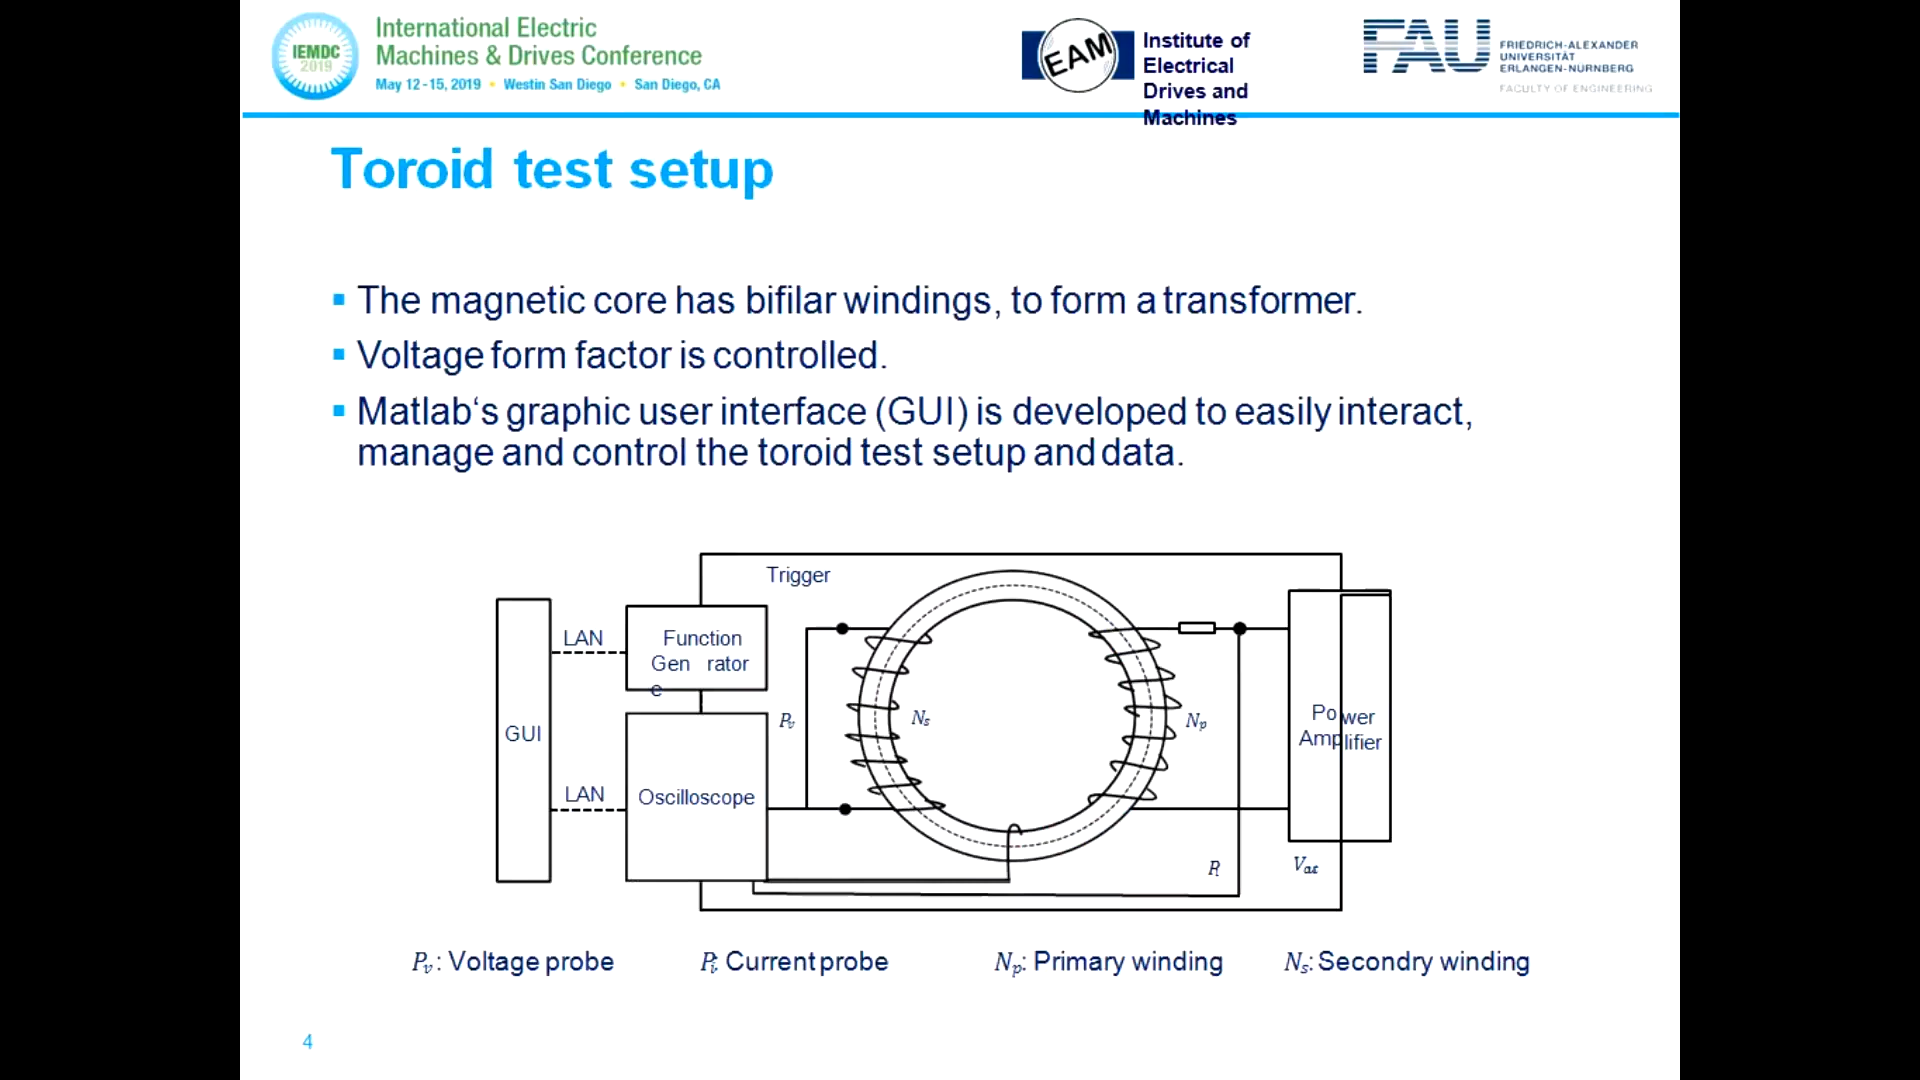 IEMDC
2019
International Electric
Machines & Drives Conference
May 12-15, 2019 • Westin San Diego • San Diego, CA
EAM
Institute of
Electrical
Drives and
Machines
FAU
FRIEDRICH-ALEXANDER
UNIVERSITÄT
ERLANGEN-NÜRNBERG
FACULTY OF ENGINEERING
Toroid test setup
▪ The magnetic core has bifilar windings, to form a transformer.
▪ Voltage form factor is controlled.
▪ Matlab‘s graphic user interface (GUI) is developed to easily interact,
manage and control the toroid test setup and data.
Trigger
LAN
Function
Gen rator
e
GUI
Pv
Ns
Np
Power
Amplifier
LAN
Oscilloscope
R
Vac
Pv: Voltage probe
Pi: Current probe
Np: Primary winding
Ns: Secondry winding
4